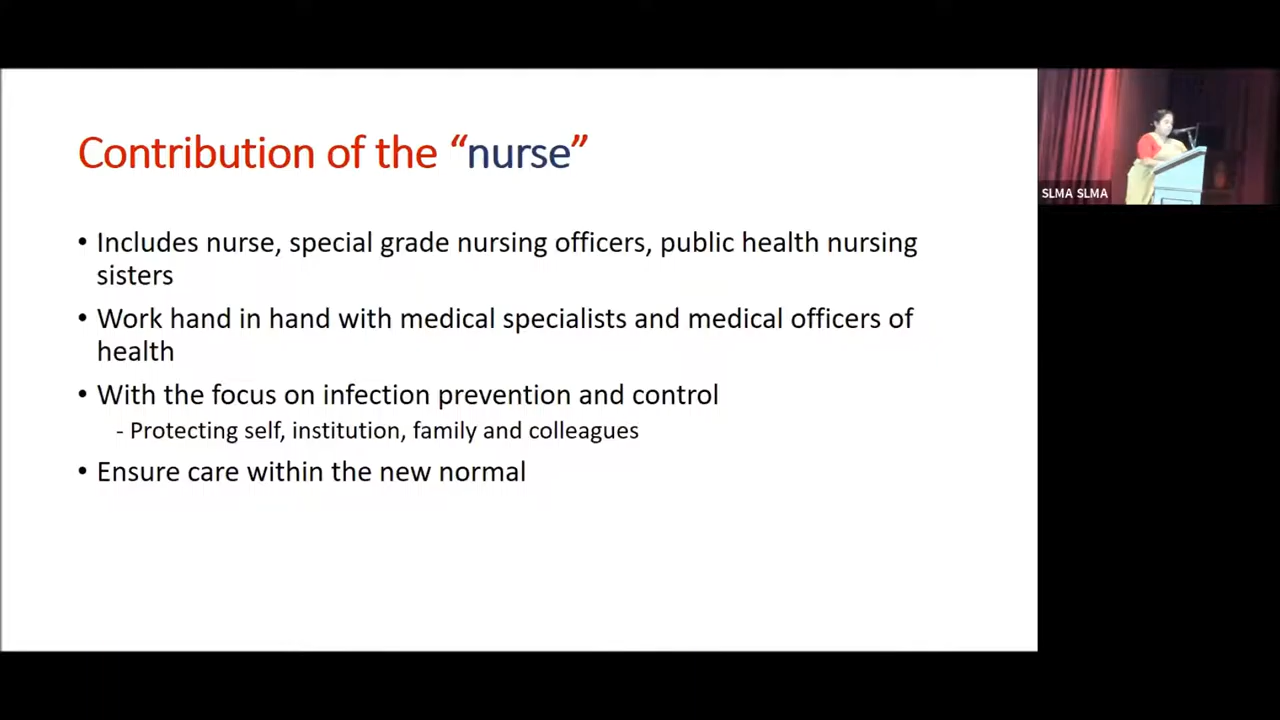 Contribution of the “nurse”
SLMA SLMA
• Includes nurse, special grade nursing officers, public health nursing
sisters
• Work hand in hand with medical specialists and medical officers of
health
• With the focus on infection prevention and control
- Protecting self, institution, family and colleagues
• Ensure care within the new normal